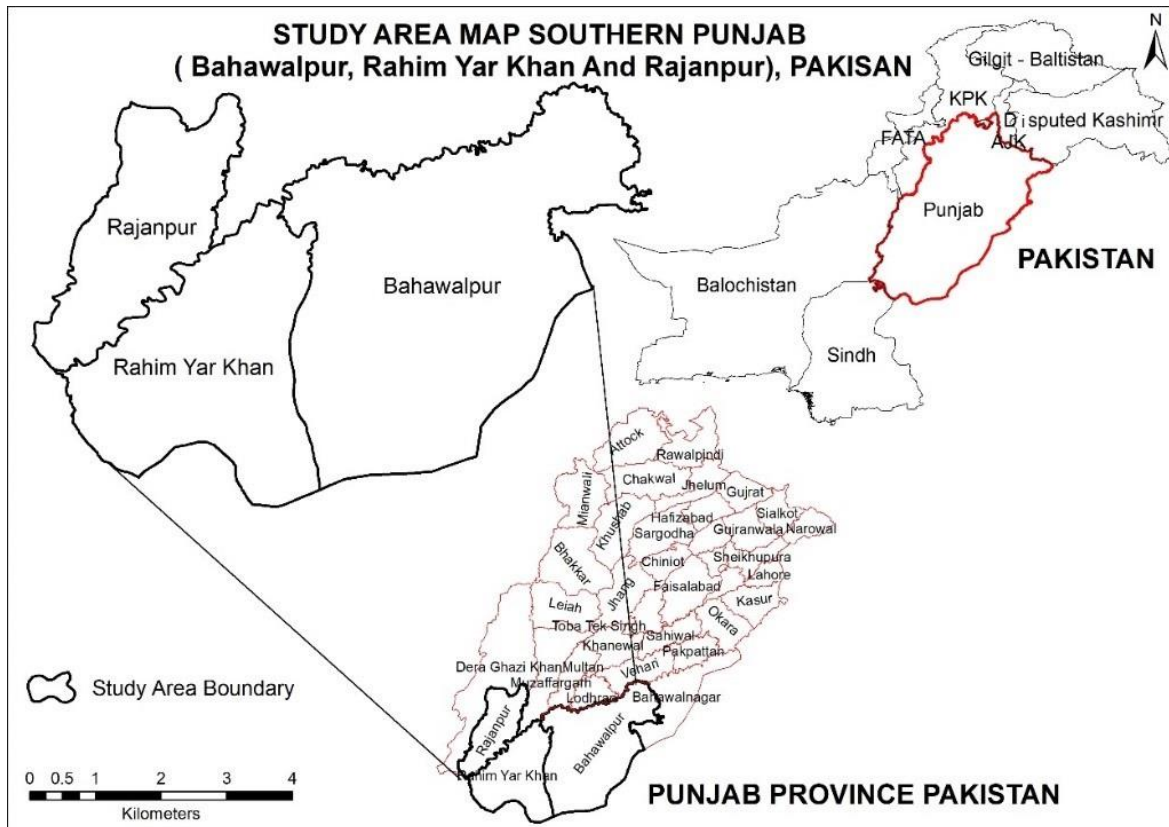 STUDY AREA MAP SOUTHERN PUNJAB
( Bahawalpur, Rahim Yar Khan And Rajanpur), PAKISAN
N
Gilgit - Baltistan
KPK
Disputed Kashimr
FATA
AJK
Punjab
PAKISTAN
Balochistan
Sindh
Rajanpur
Bahawalpur
Rahim Yar Khan
Attock
Rawalpindi
Chakwal
Jhelum
Gujrat
Mianwali
Khushab
Hafizabad
Sialkot
Sargodha
Gujranwala
Narowal
Bhakkar
Chiniot
Sheikhupura
Lahore
Faisalabad
Jhang
Kasur
Leiah
Okara
Toba Tek Singh
Sahiwal
Khanewal
Pakpattan
Dera Ghazi Khan
Multan
Vehari
Muzaffargarh
Lodhran
Bahawalnagar
Rajanpur
Bahawalpur
Rahim Yar Khan
Study Area Boundary
0 0.5 1 2 3 4
Kilometers
PUNJAB PROVINCE PAKISTAN